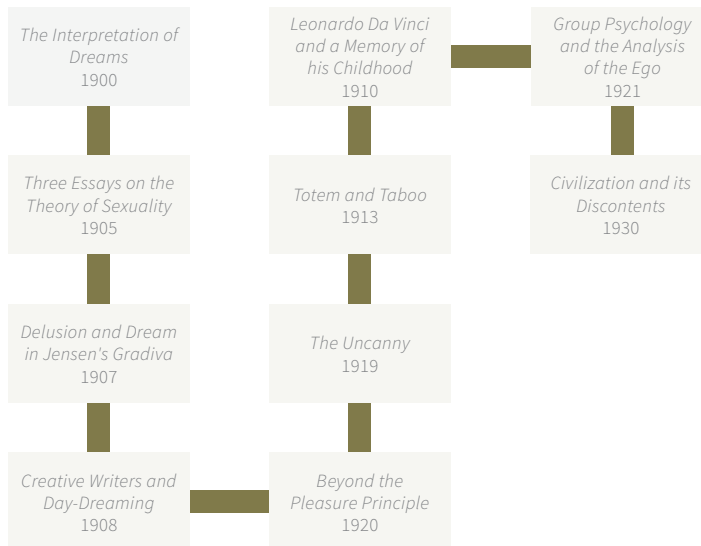 The Interpretation of
Dreams
1900
Three Essays on the
Theory of Sexuality
1905
Delusion and Dream
in Jensen's Gradiva
1907
Creative Writers and
Day-Dreaming
1908
Leonardo Da Vinci
and a Memory of
his Childhood
1910
Totem and Taboo
1913
The Uncanny
1919
Beyond the
Pleasure Principle
1920
Group Psychology
and the Analysis
of the Ego
1921
Civilization and its
Discontents
1930